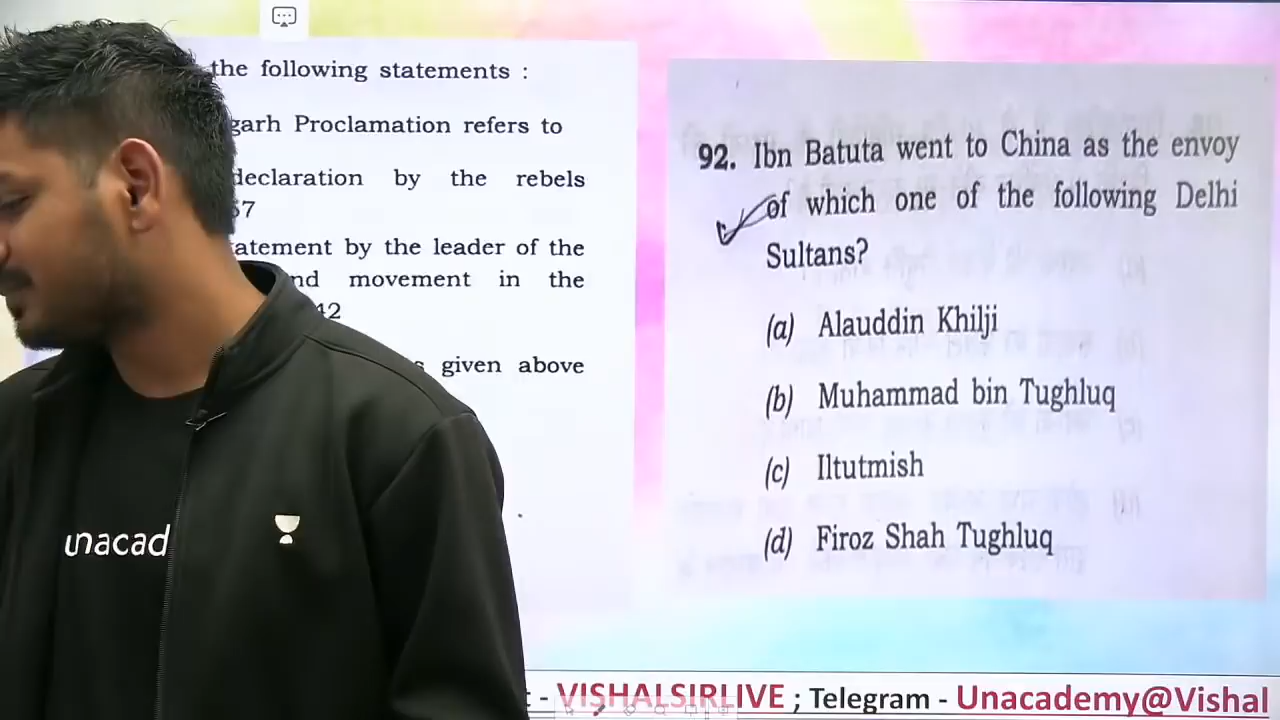 the following statements :
garh Proclamation refers to
declaration by the rebels
57
atement by the leader of the
nd movement in the
42
given above
92. Ibn Batuta went to China as the envoy
of which one of the following Delhi
Sultans?
(a) Alauddin Khilji
(b) Muhammad bin Tughluq
(c) Iltutmish
(d) Firoz Shah Tughluq
unacad
: - VISHALSIRLIVE ; Telegram - Unacademy@Vishal